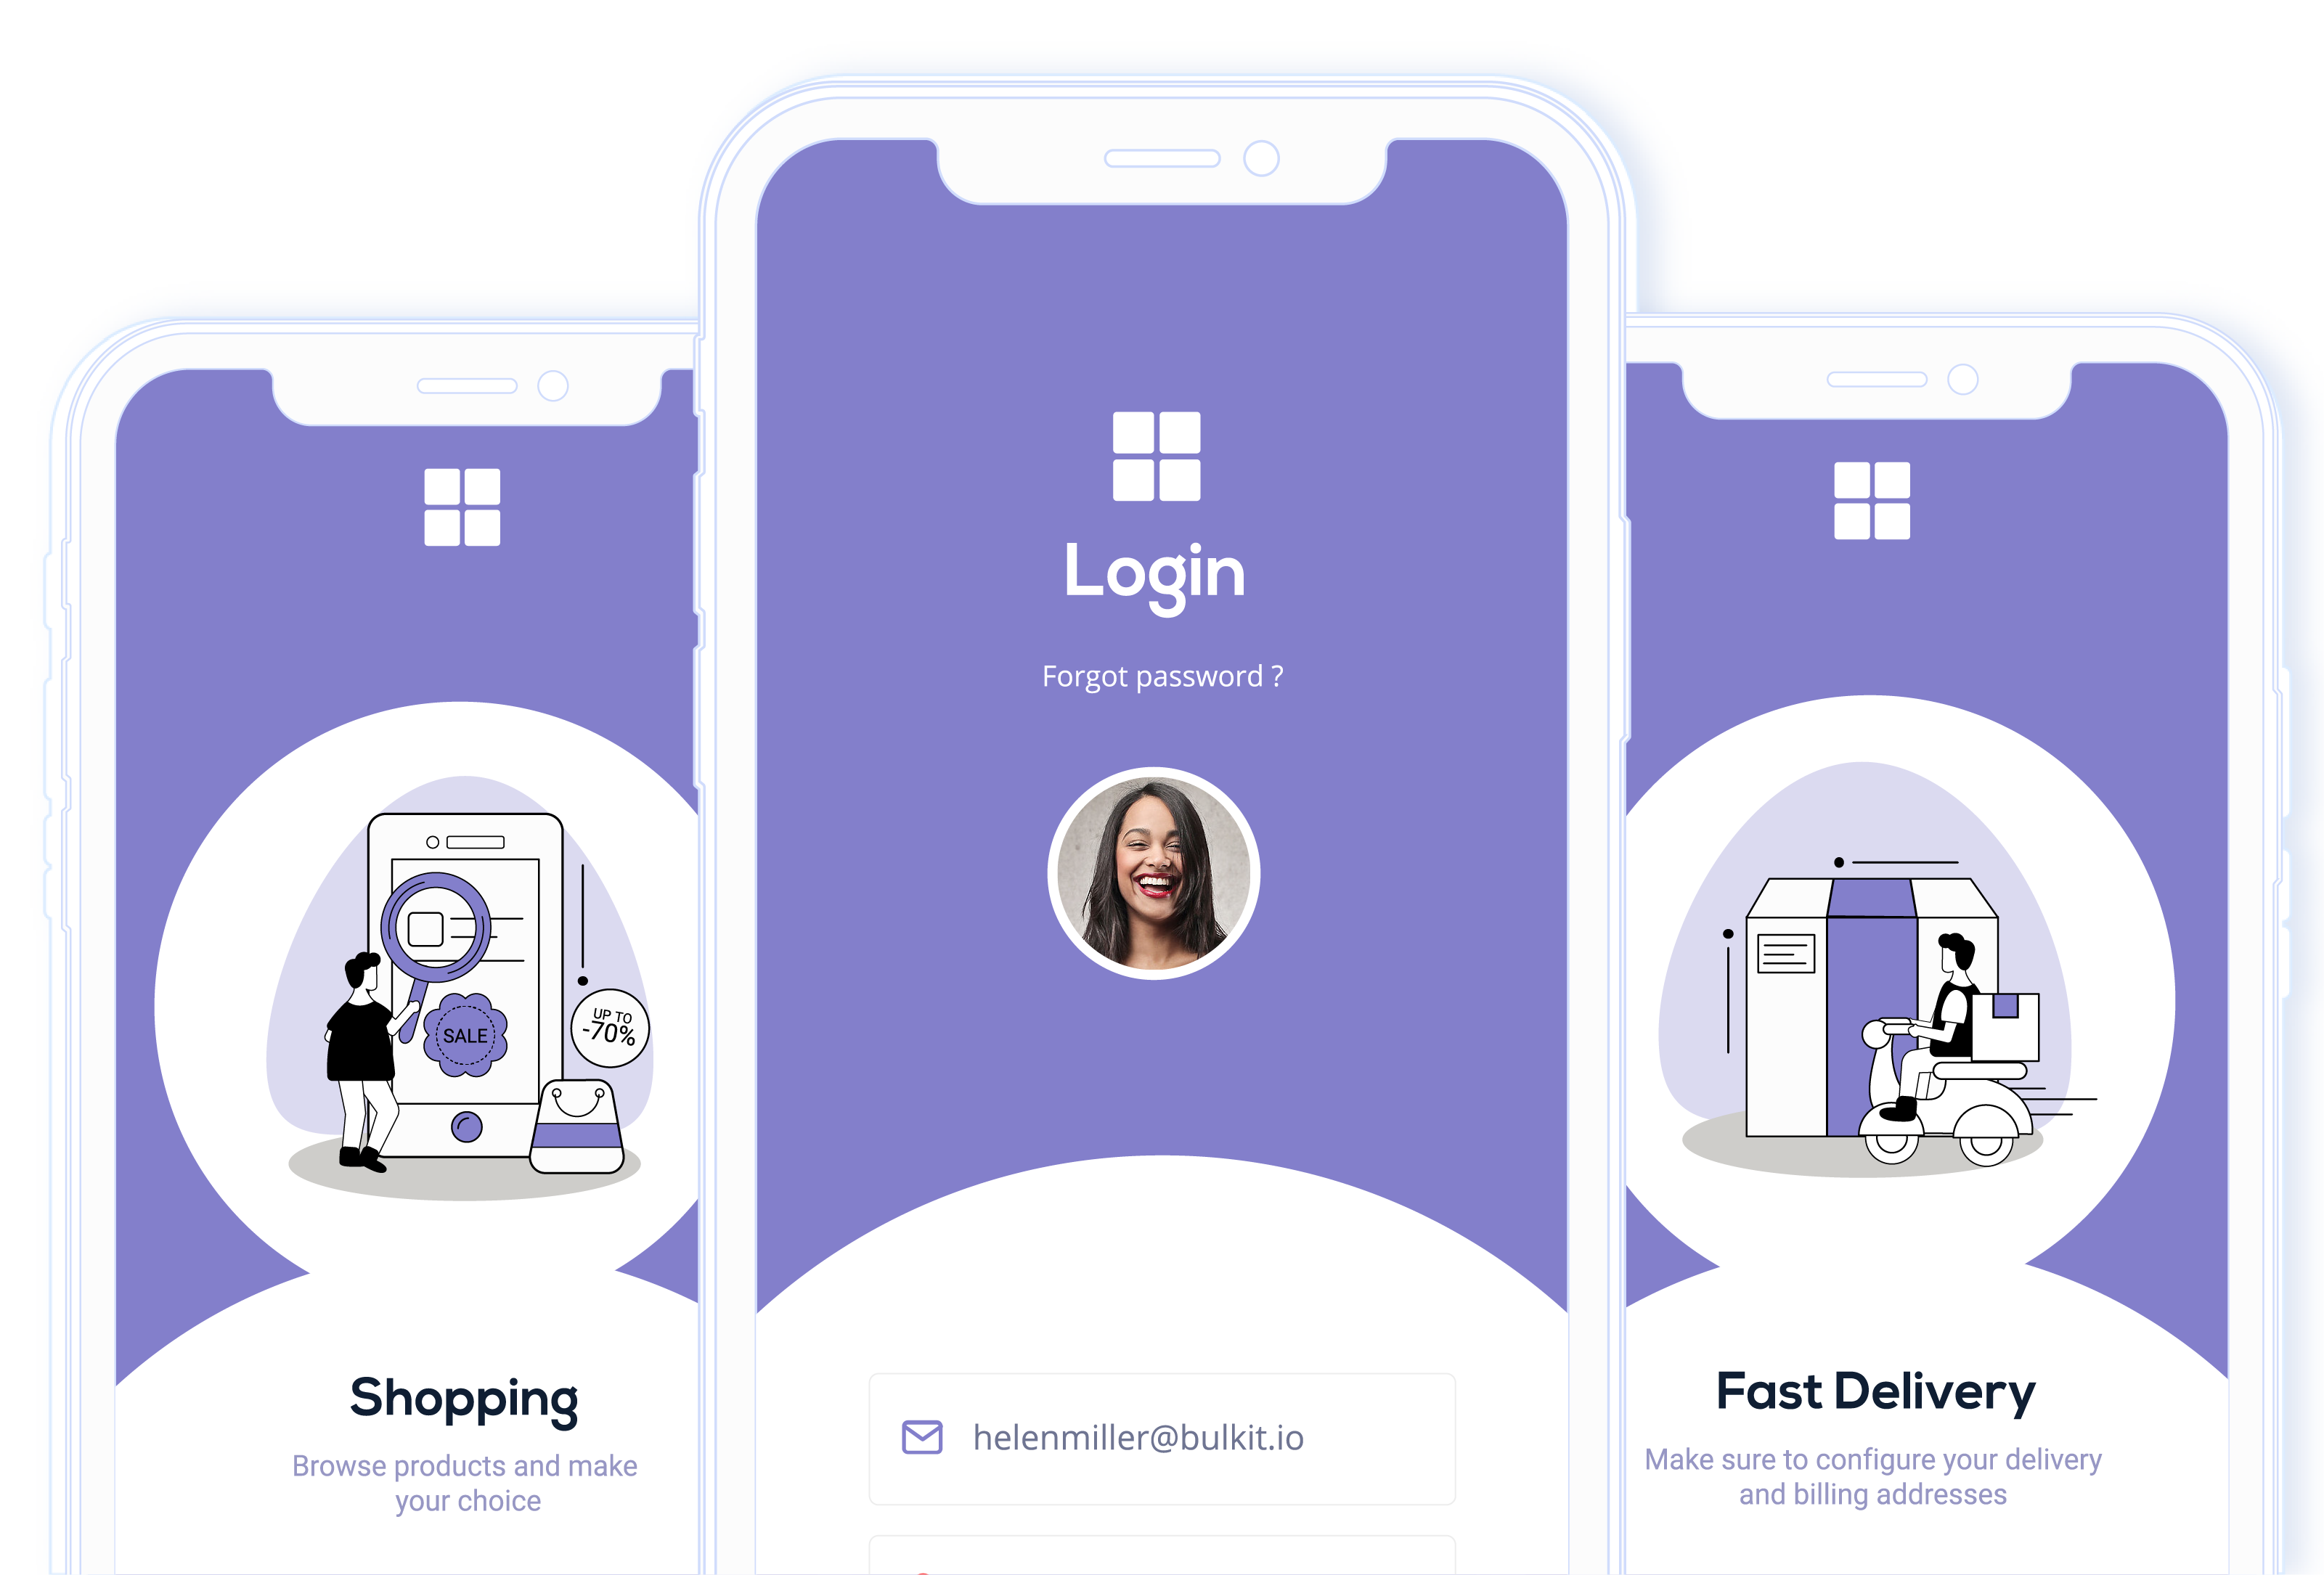 SALE
UP TO
-70%
Shopping
Browse products and make
your choice
Login
Forgot password ?
helenmiller@bulkit.io
Fast Delivery
Make sure to configure your delivery
and billing addresses